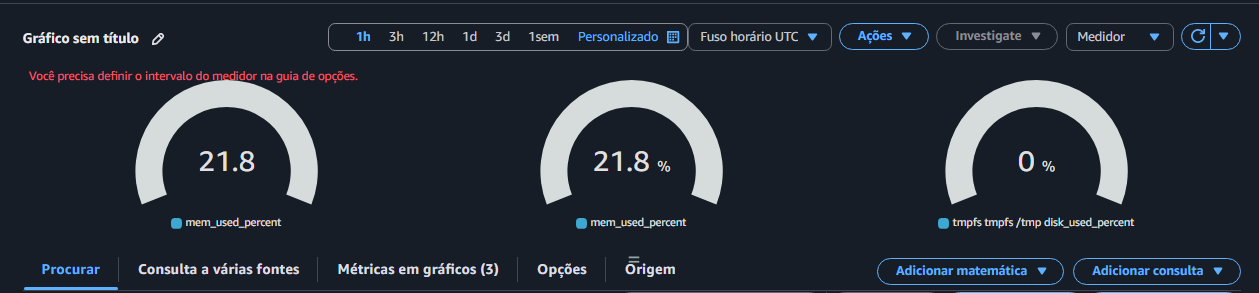 Gráfico sem título
1h 3h 12h 1d 3d 1sem Personalizado Fuso horário UTC Ações Investigate Medidor
Você precisa definir o intervalo do medidor na guia de opções.
21.8 21.8 % 0 %
mem_used_percent mem_used_percent tmpfs tmpfs /tmp disk_used_percent
Procurar Consulta a várias fontes Métricas em gráficos (3) Opções Origem Adicionar matemática Adicionar consulta